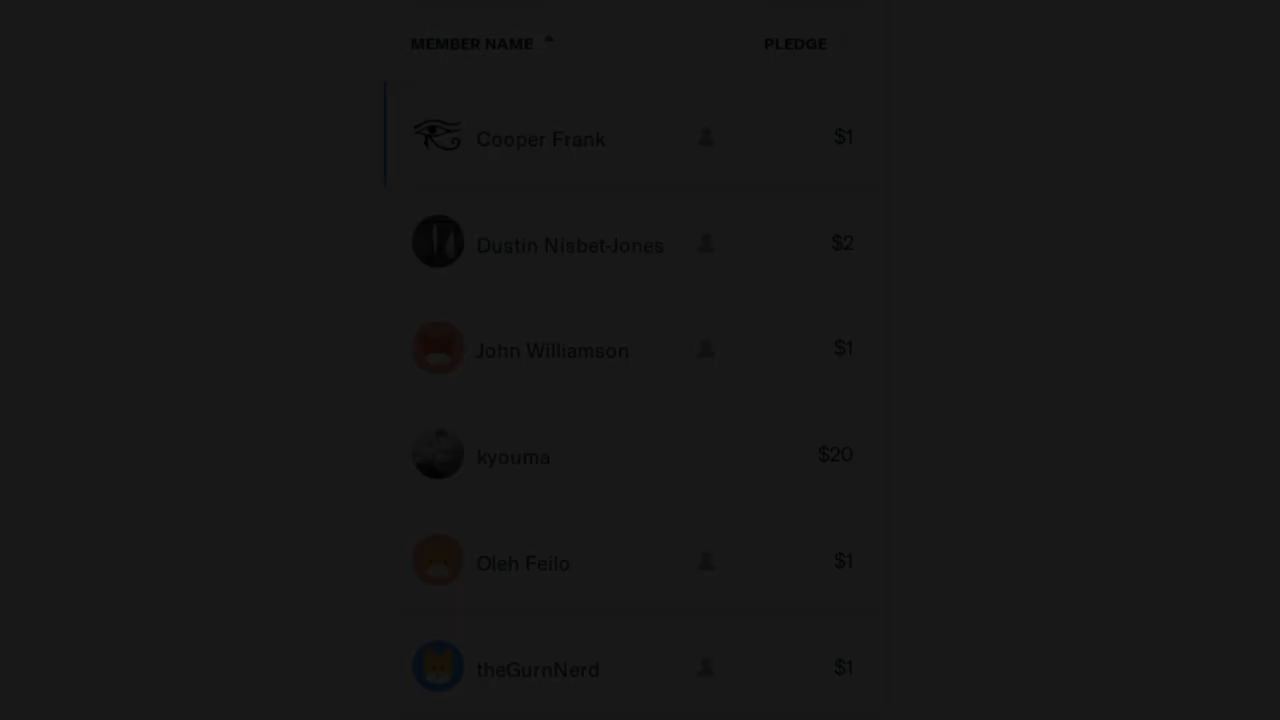 MEMBER NAME PLEDGE
Cooper Frank $1
Dustin Nisbet-Jones $2
John Williamson $1
kyouma $20
Oleh Feilo $1
theGurnNerd $1